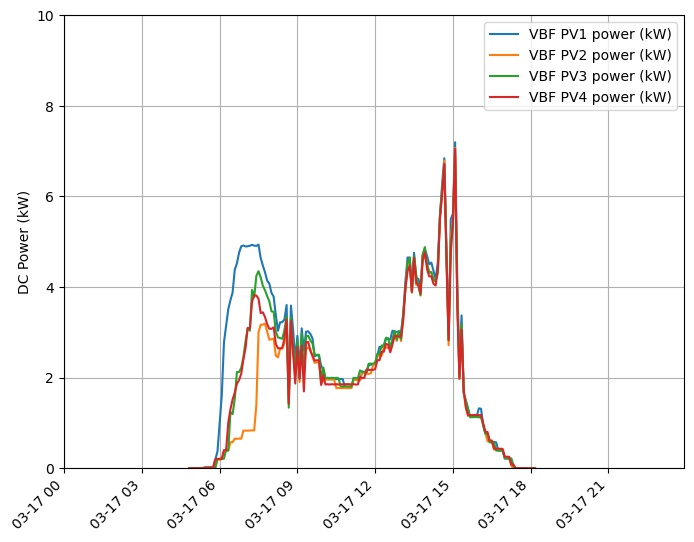 10
8
6
4
2
0
DC Power (kW)
VBF PV1 power (kW)
VBF PV2 power (kW)
VBF PV3 power (kW)
VBF PV4 power (kW)
03-17 00
03-17 03
03-17 06
03-17 09
03-17 12
03-17 15
03-17 18
03-17 21